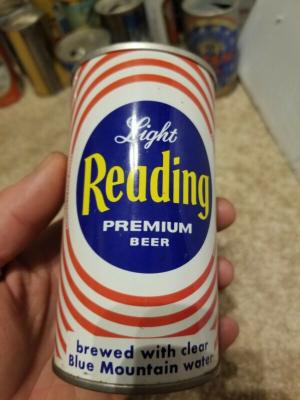 Light
Reading
PREMIUM
BEER
brewed with clear
Blue Mountain water